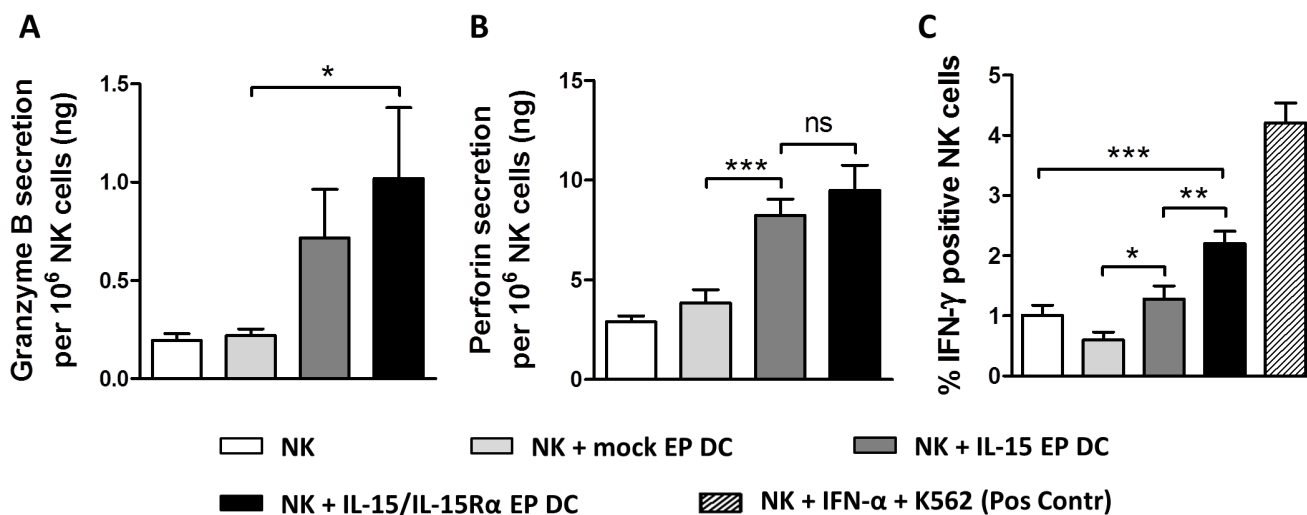 A
Granzyme B secretion
per 10⁶ NK cells (ng)
1.5
1.0
0.5
0.0
*
B
Perforin secretion
per 10⁶ NK cells (ng)
15
10
5
0
***
ns
C
% IFN-γ positive NK cells
5
4
3
2
1
0
***
**
*
NK
NK + mock EP DC
NK + IL-15 EP DC
NK + IL-15/IL-15Rα EP DC
NK + IFN-α + K562 (Pos Contr)